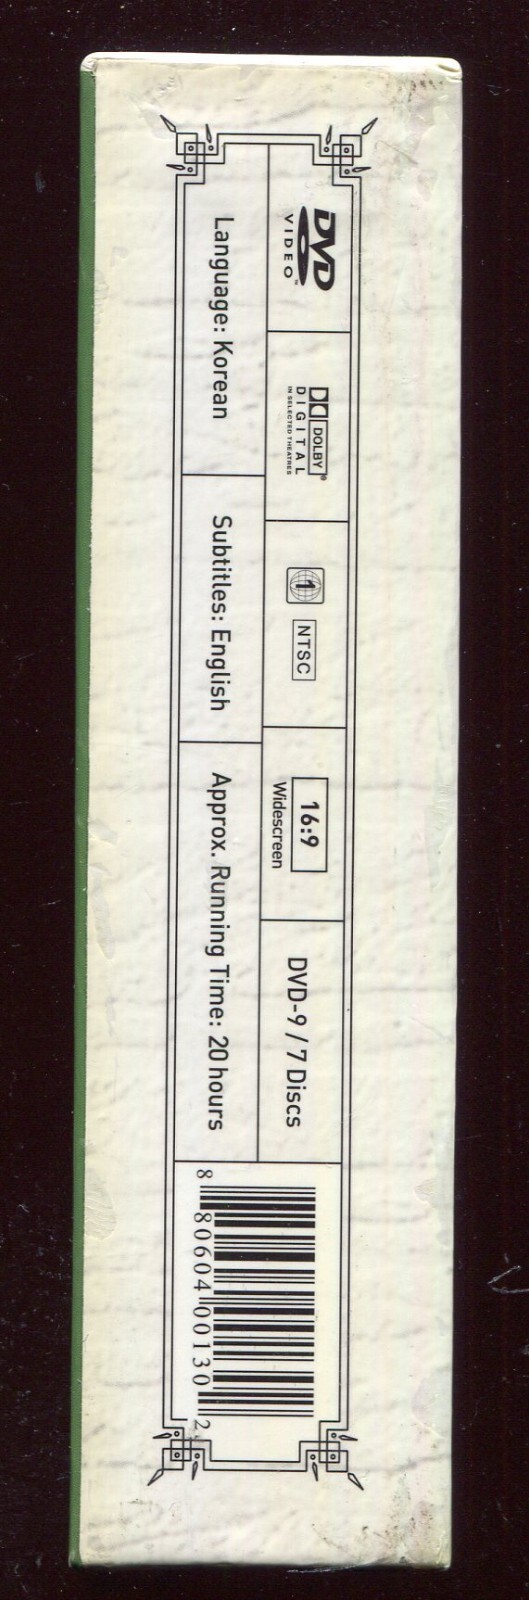 DVD
VIDEO™
DOLBY®
DIGITAL
IN SELECTED THEATRES
1
NTSC
16:9
Widescreen
DVD-9 / 7 Discs
Language: Korean
Subtitles: English
Approx. Running Time: 20 hours
8 80604 00130 2